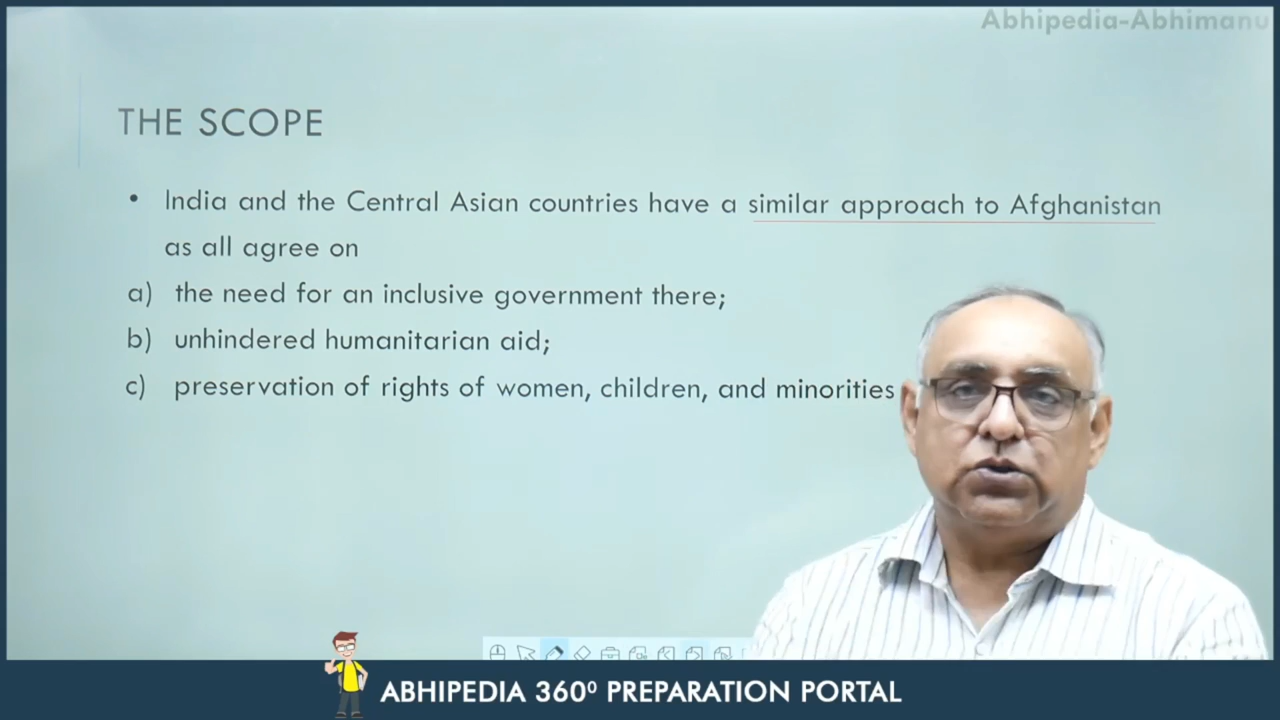 Abhipedia-Abhimanu
THE SCOPE
• India and the Central Asian countries have a similar approach to Afghanistan
as all agree on
a) the need for an inclusive government there;
b) unhindered humanitarian aid;
c) preservation of rights of women, children, and minorities
ABHIPEDIA 360⁰ PREPARATION PORTAL